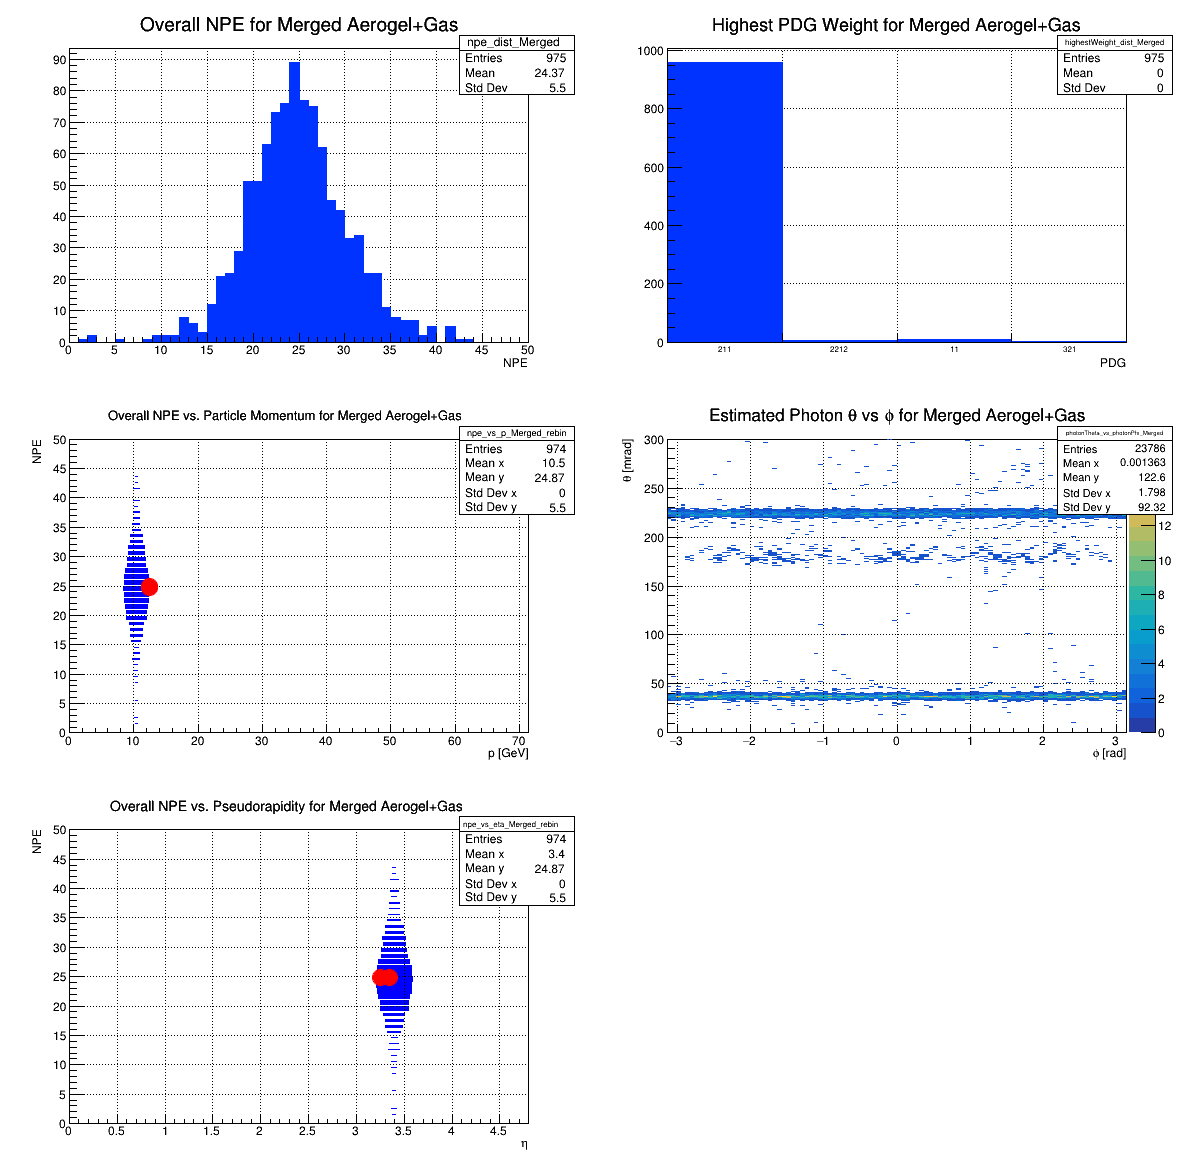 Overall NPE for Merged Aerogel+Gas
npe_dist_Merged
Entries 975
Mean 24.37
Std Dev 5.5
90
80
70
60
50
40
30
20
10
0
0 5 10 15 20 25 30 35 40 45 50
NPE
Highest PDG Weight for Merged Aerogel+Gas
highestWeight_dist_Merged
Entries 975
Mean 0
Std Dev 0
1000
800
600
400
200
0
211 2212 11 321
PDG
Overall NPE vs. Particle Momentum for Merged Aerogel+Gas
npe_vs_p_Merged_rebin
Entries 974
Mean x 10.5
Mean y 24.87
Std Dev x 0
Std Dev y 5.5
NPE
50
45
40
35
30
25
20
15
10
5
0
0 10 20 30 40 50 60 70
p [GeV]
Estimated Photon θ vs ϕ for Merged Aerogel+Gas
photonTheta_vs_photonPhi_Merged
Entries 23786
Mean x 0.001363
Mean y 122.6
Std Dev x 1.798
Std Dev y 92.32
θ [mrad]
300
250
200
150
100
50
0
−3 −2 −1 0 1 2 3
ϕ [rad]
12
10
8
6
4
2
0
Overall NPE vs. Pseudorapidity for Merged Aerogel+Gas
npe_vs_eta_Merged_rebin
Entries 974
Mean x 3.4
Mean y 24.87
Std Dev x 0
Std Dev y 5.5
NPE
50
45
40
35
30
25
20
15
10
5
0
0 0.5 1 1.5 2 2.5 3 3.5 4 4.5
η